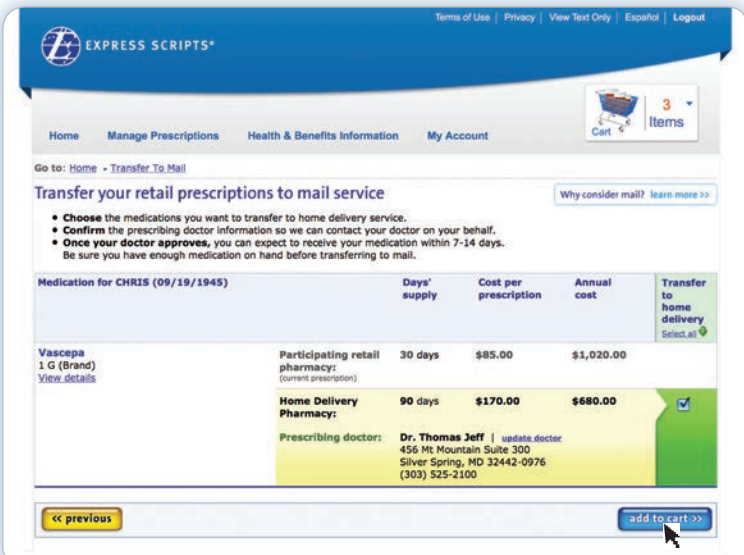 Terms of Use | Privacy | View Text Only | Español | Logout
EXPRESS SCRIPTS®
3
Cart
Items
Home Manage Prescriptions Health & Benefits Information My Account
Go to: Home • Transfer To Mail
Transfer your retail prescriptions to mail service
Why consider mail? learn more >>
• Choose the medications you want to transfer to home delivery service.
• Confirm the prescribing doctor information so we can contact your doctor on your behalf.
• Once your doctor approves, you can expect to receive your medication within 7-14 days.
Be sure you have enough medication on hand before transferring to mail.
Medication for CHRIS (09/19/1945)
Days'
supply
Cost per
prescription
Annual
cost
Transfer
to
home
delivery
Select all
Vascepa
1 G (Brand)
View details
Participating retail
pharmacy:
(current prescription)
30 days $85.00 $1,020.00
Home Delivery
Pharmacy:
90 days $170.00 $680.00
Prescribing doctor:
Dr. Thomas Jeff | update doctor
456 Mt Mountain Suite 300
Silver Spring, MD 32442-0976
(303) 525-2100
<< previous
add to cart >>